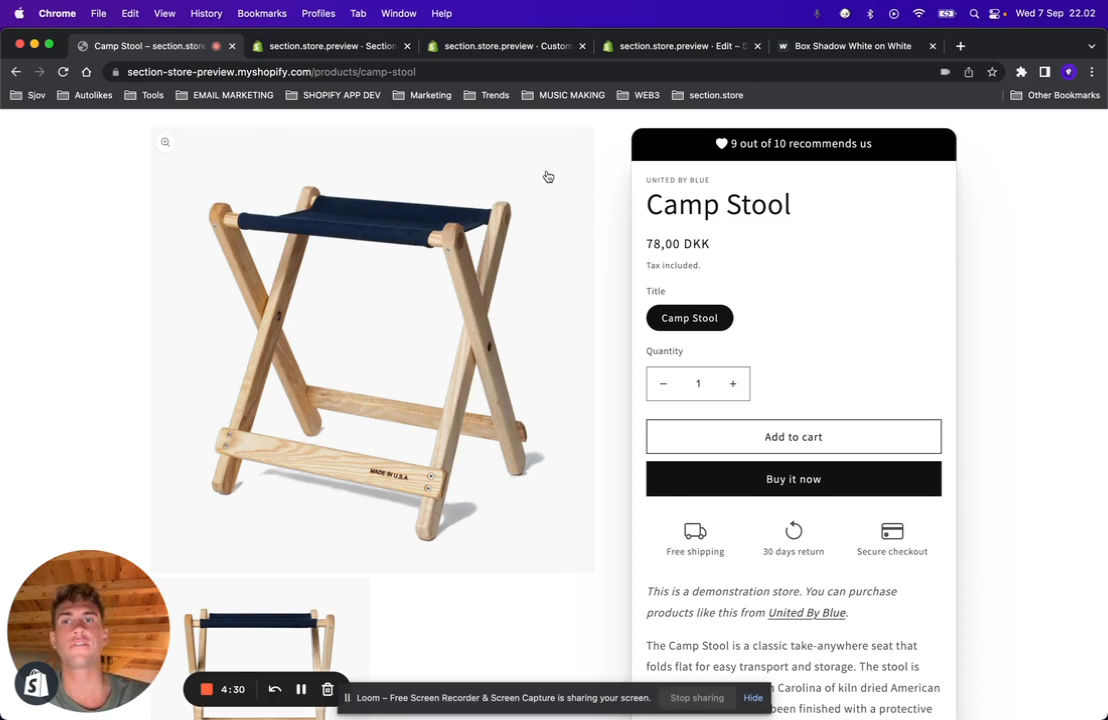 Chrome File Edit View History Bookmarks Profiles Tab Window Help Wed 7 Sep 22.02
Camp Stool – section.store section.store.preview · Section section.store.preview · Custom section.store.preview · Edit ~ Box Shadow White on White
section-store-preview.myshopify.com/products/camp-stool
Sjov Autolikes Tools EMAIL MARKETING SHOPIFY APP DEV Marketing Trends MUSIC MAKING WEB3 section.store Other Bookmarks
9 out of 10 recommends us
UNITED BY BLUE
Camp Stool
78,00 DKK
Tax included.
Title
Camp Stool
Quantity
− 1 +
Add to cart
Buy it now
Free shipping 30 days return Secure checkout
This is a demonstration store. You can purchase
products like this from United By Blue.
The Camp Stool is a classic take-anywhere seat that
folds flat for easy transport and storage. The stool is
Carolina of kiln dried American
been finished with a protective
MADE IN U.S.A
4:30
Loom – Free Screen Recorder & Screen Capture is sharing your screen. Stop sharing Hide